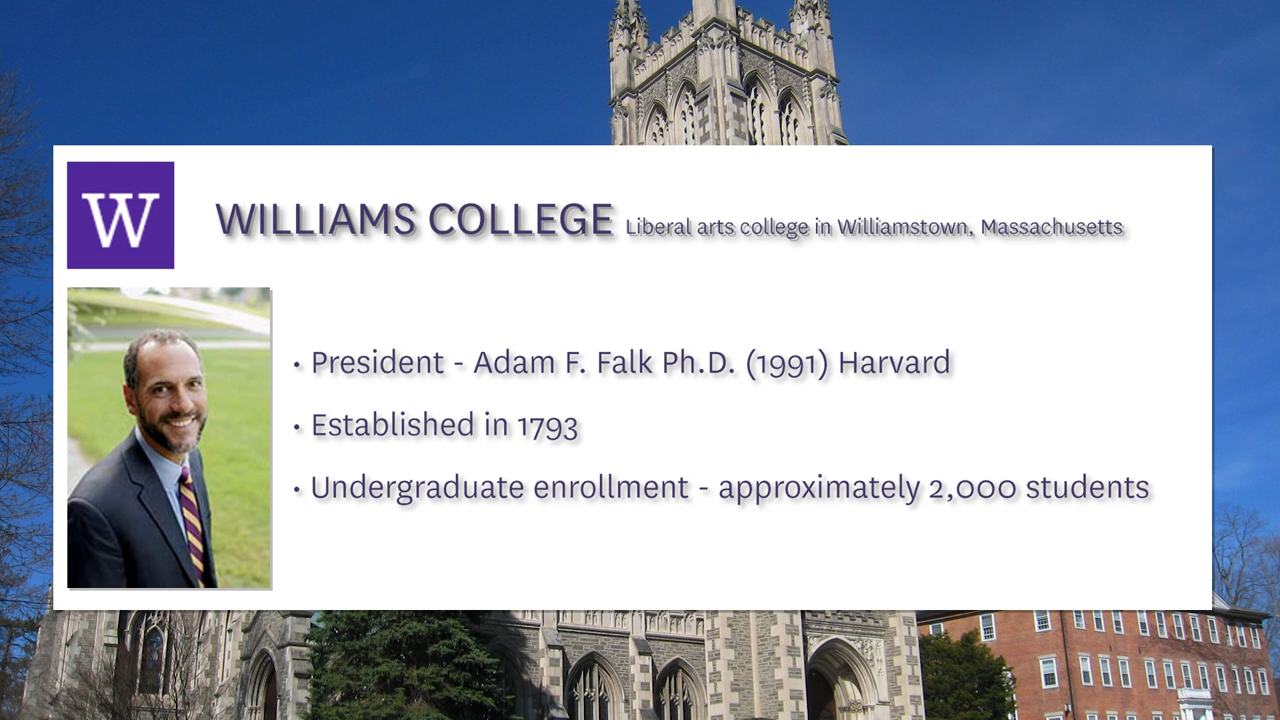 W
WILLIAMS COLLEGE Liberal arts college in Williamstown, Massachusetts
• President - Adam F. Falk Ph.D. (1991) Harvard
• Established in 1793
• Undergraduate enrollment - approximately 2,000 students